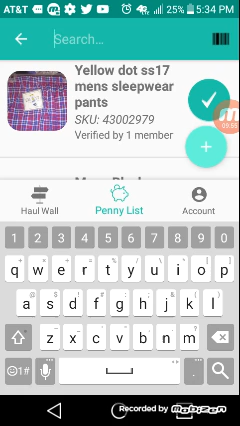 AT&T 25% 5:34 PM
Search...
Yellow dot ss17
mens sleepwear
pants
SKU: 43002979
Verified by 1 member
Haul Wall Penny List Account
1 2 3 4 5 6 7 8 9 0
q w e r t y u i o p
a s d f g h j k l
z x c v b n m
1#
Recorded by mobizen